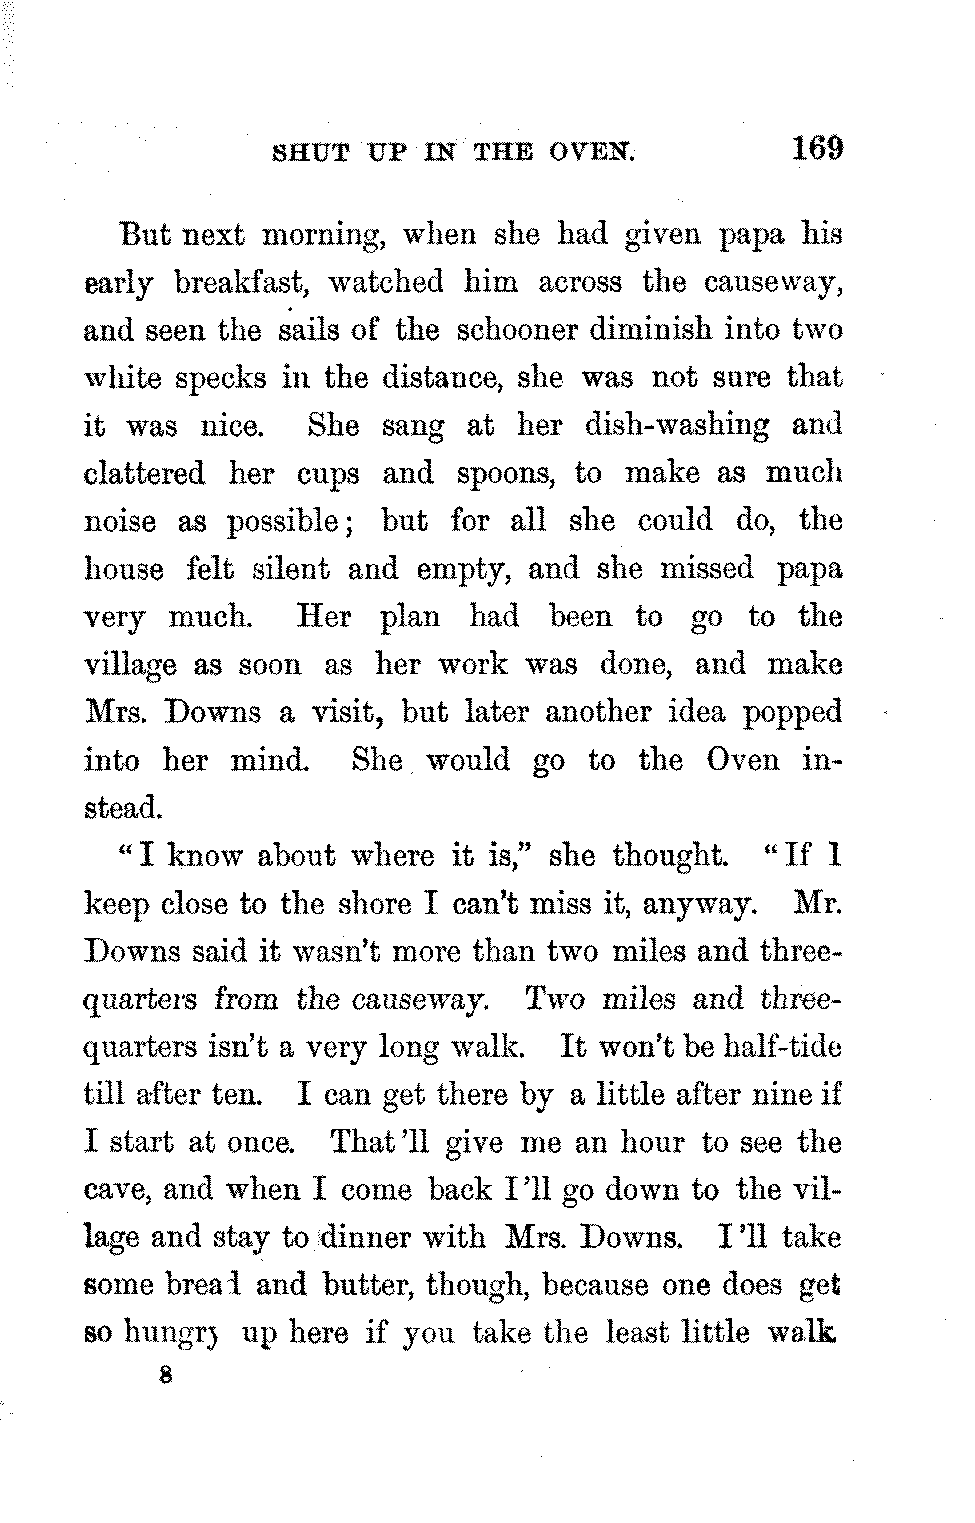 SHUT UP IN THE OVEN. 169
But next morning, when she had given papa his
early breakfast, watched him across the causeway,
and seen the sails of the schooner diminish into two
white specks in the distance, she was not sure that
it was nice. She sang at her dish-washing and
clattered her cups and spoons, to make as much
noise as possible; but for all she could do, the
house felt silent and empty, and she missed papa
very much. Her plan had been to go to the
village as soon as her work was done, and make
Mrs. Downs a visit, but later another idea popped
into her mind. She would go to the Oven in-
stead.
"I know about where it is," she thought. "If I
keep close to the shore I can't miss it, anyway. Mr.
Downs said it wasn't more than two miles and three-
quarters from the causeway. Two miles and three-
quarters isn't a very long walk. It won't be half-tide
till after ten. I can get there by a little after nine if
I start at once. That 'll give me an hour to see the
cave, and when I come back I 'll go down to the vil-
lage and stay to dinner with Mrs. Downs. I 'll take
some bread and butter, though, because one does get
so hungry up here if you take the least little walk
8